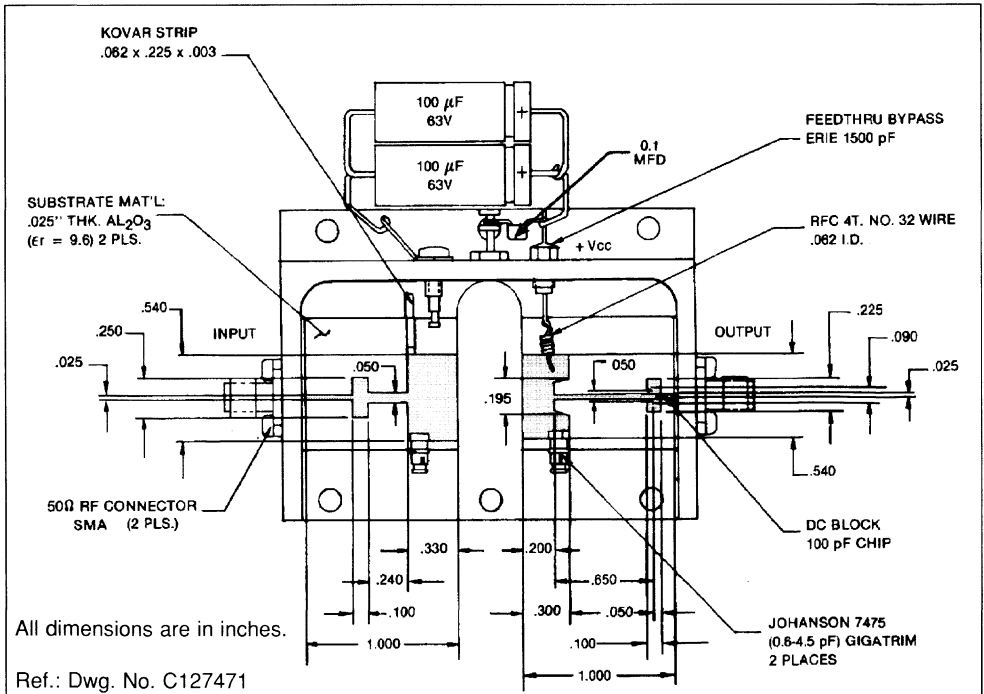 KOVAR STRIP
.062 x .225 x .003
100 µF
63V
+
100 µF
63V
+
0.1
MFD
FEEDTHRU BYPASS
ERIE 1500 pF
SUBSTRATE MAT'L:
.025" THK. AL2O3
(εr = 9.6) 2 PLS.
+ Vcc
RFC 4T. NO. 32 WIRE
.062 I.D.
.540
INPUT
OUTPUT
.225
.250
.090
.025
.050
.050
.025
.195
.540
50Ω RF CONNECTOR
SMA (2 PLS.)
DC BLOCK
100 pF CHIP
.330
.200
.240
.650
.100
.300
.050
.100
1.000
1.000
JOHANSON 7475
(0.6-4.5 pF) GIGATRIM
2 PLACES
All dimensions are in inches.
Ref.: Dwg. No. C127471